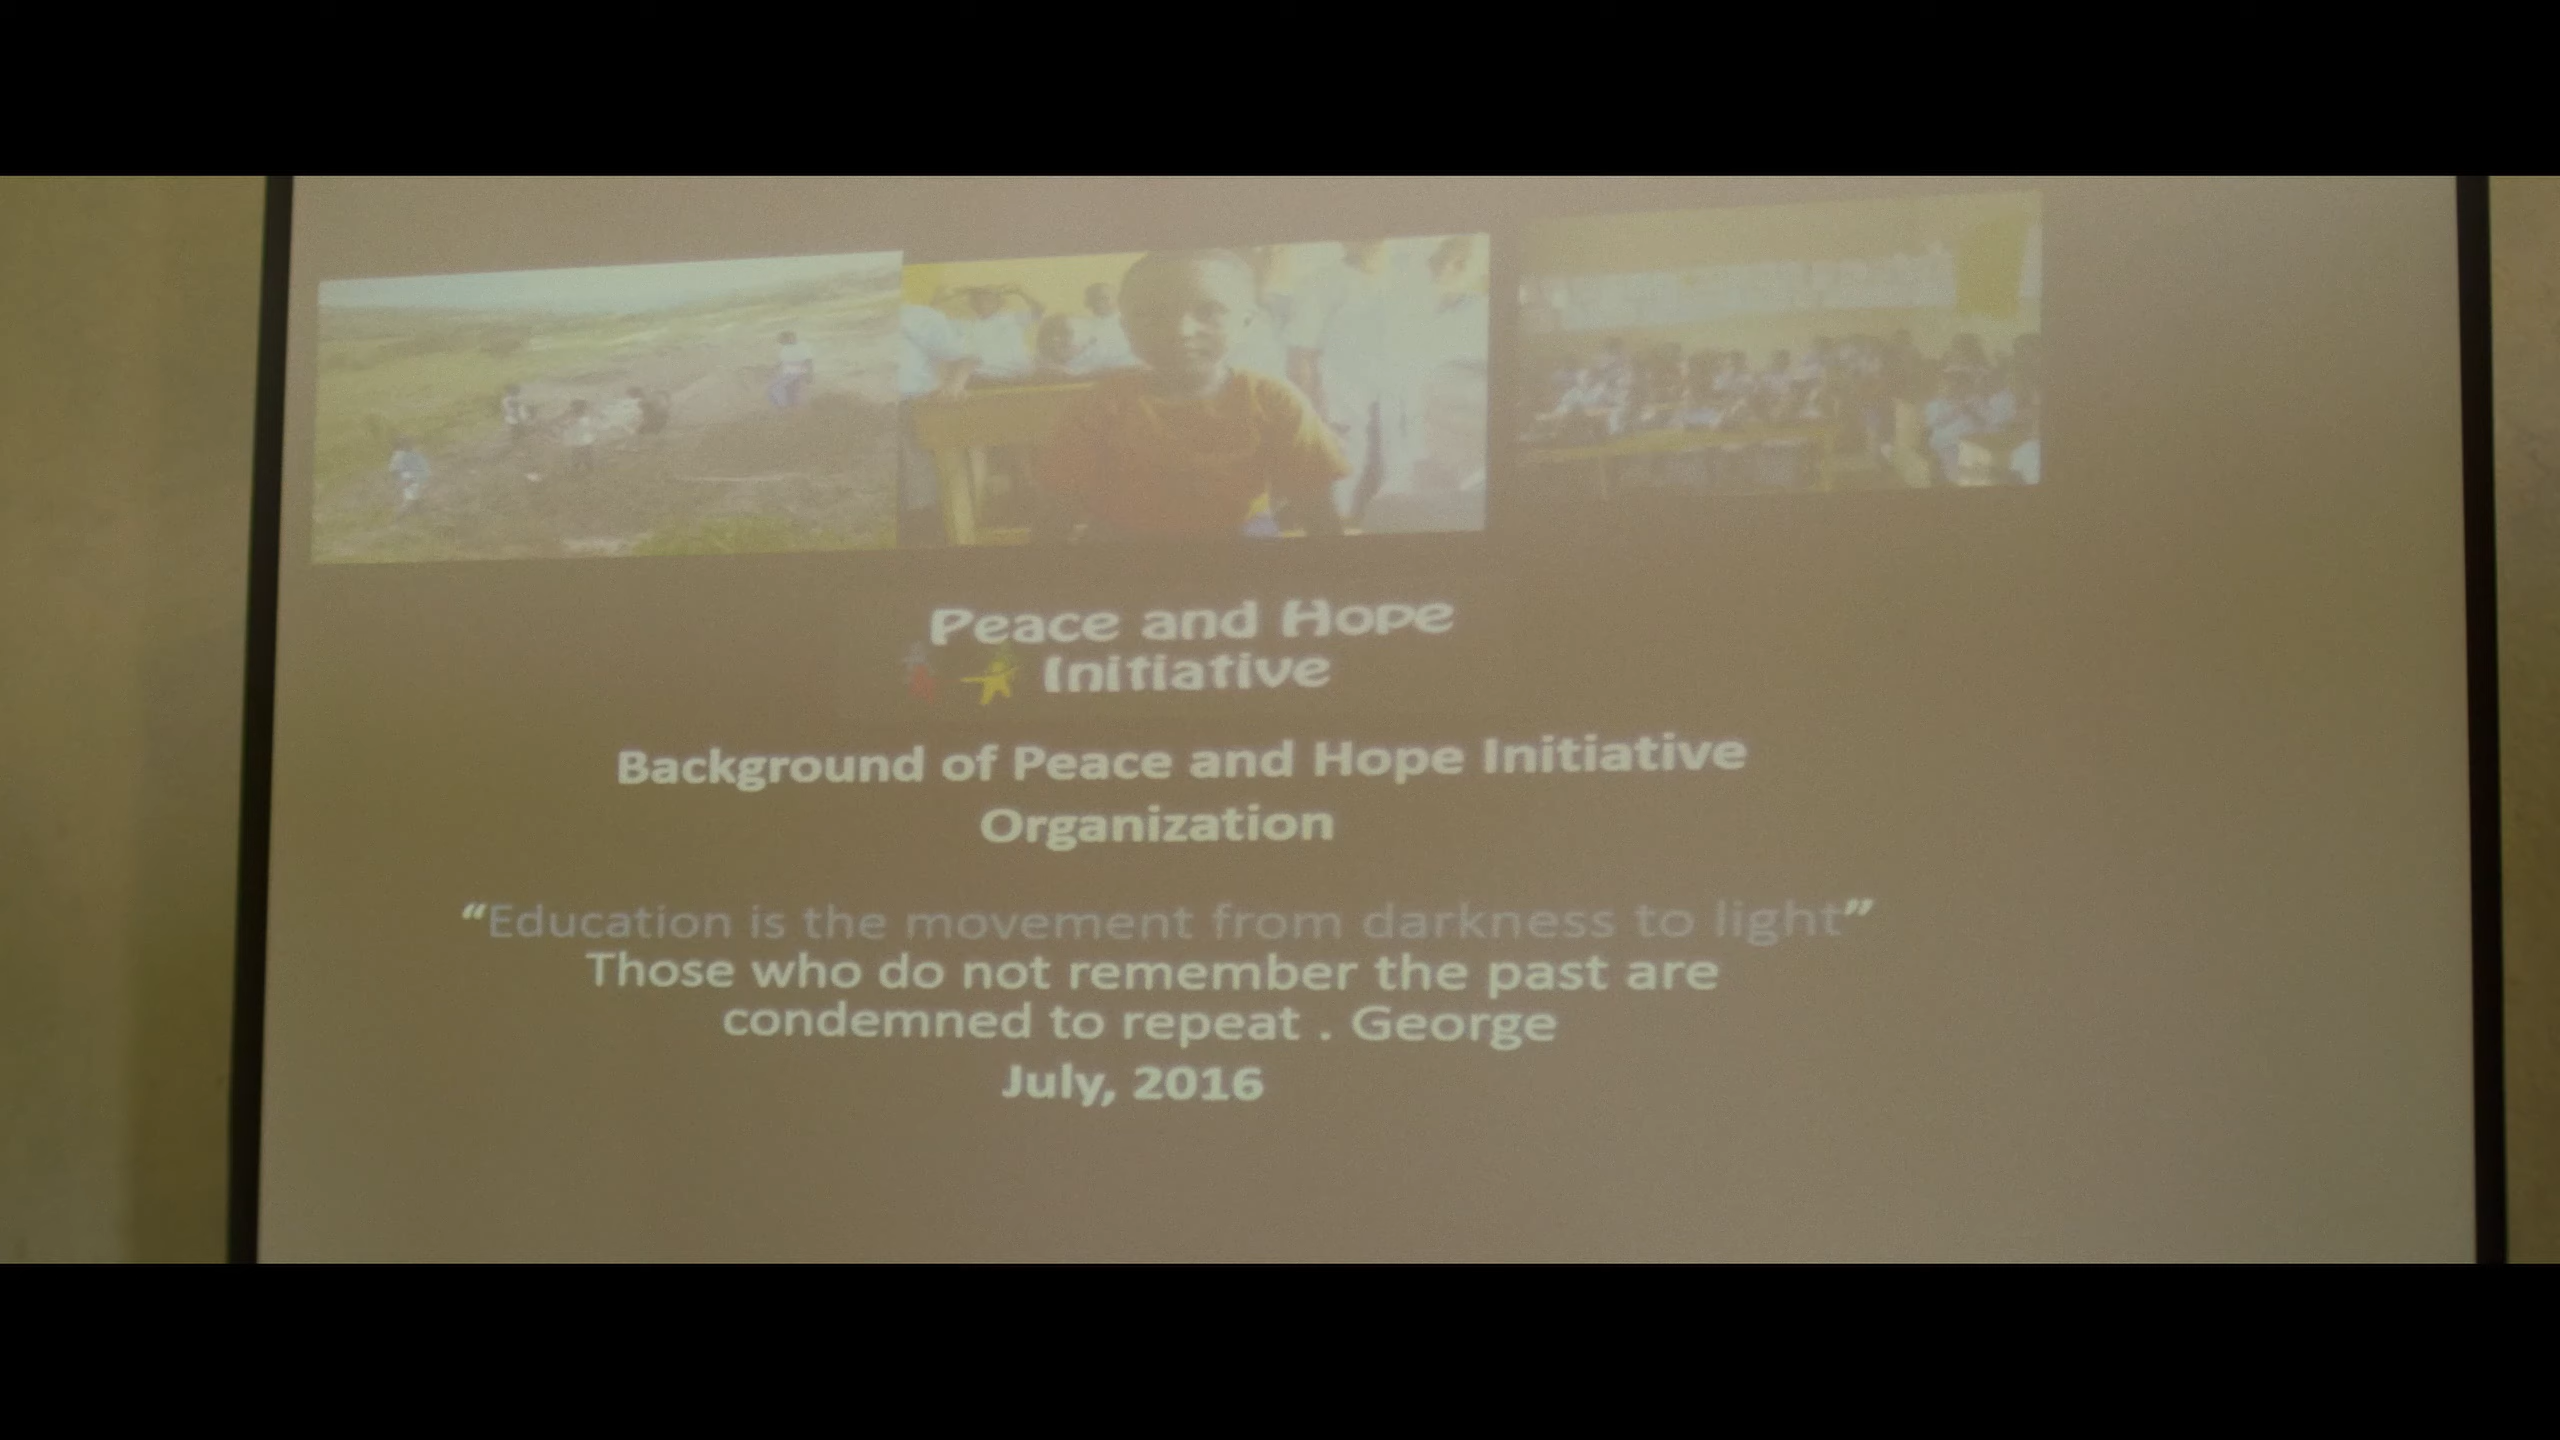 Peace and Hope
Initiative
Background of Peace and Hope Initiative
Organization
“Education is the movement from darkness to light”
Those who do not remember the past are
condemned to repeat . George
July, 2016